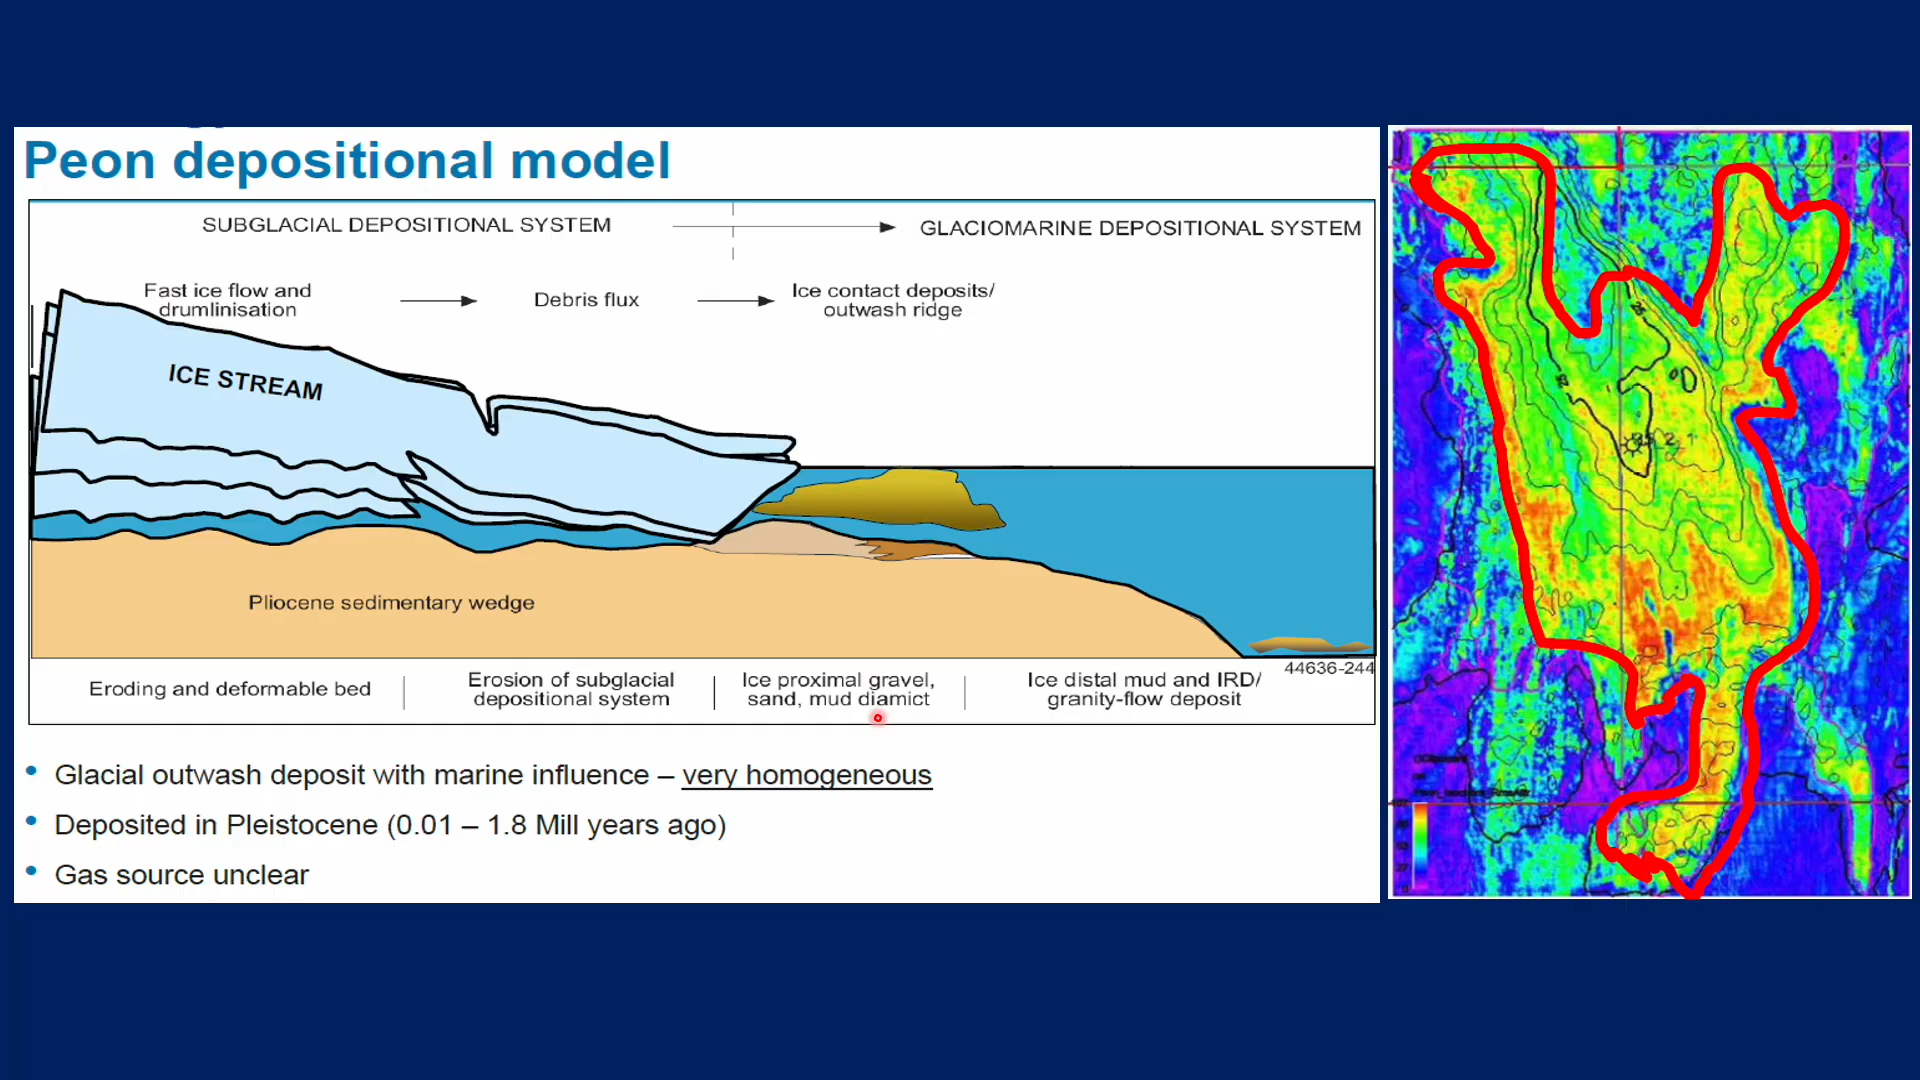 Peon depositional model
SUBGLACIAL DEPOSITIONAL SYSTEM
GLACIOMARINE DEPOSITIONAL SYSTEM
Fast ice flow and
drumlinisation
Debris flux
Ice contact deposits/
outwash ridge
ICE STREAM
Pliocene sedimentary wedge
44636-244
Eroding and deformable bed
Erosion of subglacial
depositional system
Ice proximal gravel,
sand, mud diamict
Ice distal mud and IRD/
granity-flow deposit
• Glacial outwash deposit with marine influence – very homogeneous
• Deposited in Pleistocene (0.01 – 1.8 Mill years ago)
• Gas source unclear
25